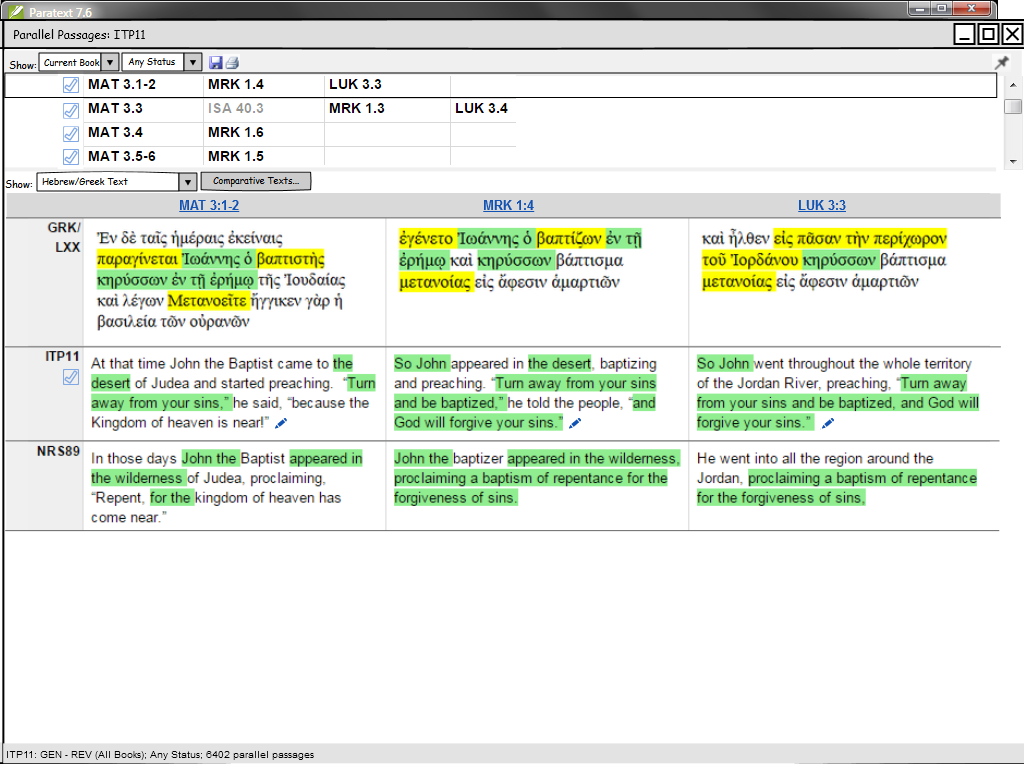 Paratext 7.6
Parallel Passages: ITP11
Show: Current Book Any Status
MAT 3.1-2 MRK 1.4 LUK 3.3
MAT 3.3 ISA 40.3 MRK 1.3 LUK 3.4
MAT 3.4 MRK 1.6
MAT 3.5-6 MRK 1.5
Show: Hebrew/Greek Text Comparative Texts...
MAT 3:1-2 MRK 1:4 LUK 3:3
GRK/
LXX
Ἐν δὲ ταῖς ἡμέραις ἐκείναις
παραγίνεται Ἰωάννης ὁ βαπτιστὴς
κηρύσσων ἐν τῇ ἐρήμῳ τῆς Ἰουδαίας
καὶ λέγων Μετανοεῖτε ἤγγικεν γὰρ ἡ
βασιλεία τῶν οὐρανῶν
ἐγένετο Ἰωάννης ὁ βαπτίζων ἐν τῇ
ἐρήμῳ καὶ κηρύσσων βάπτισμα
μετανοίας εἰς ἄφεσιν ἁμαρτιῶν
καὶ ἦλθεν εἰς πᾶσαν τὴν περίχωρον
τοῦ Ἰορδάνου κηρύσσων βάπτισμα
μετανοίας εἰς ἄφεσιν ἁμαρτιῶν
ITP11
At that time John the Baptist came to the
desert of Judea and started preaching. “Turn
away from your sins,” he said, “because the
Kingdom of heaven is near!”
So John appeared in the desert, baptizing
and preaching. “Turn away from your sins
and be baptized,” he told the people, “and
God will forgive your sins.”
So John went throughout the whole territory
of the Jordan River, preaching, “Turn away
from your sins and be baptized, and God will
forgive your sins.”
NRS89
In those days John the Baptist appeared in
the wilderness of Judea, proclaiming,
“Repent, for the kingdom of heaven has
come near.”
John the baptizer appeared in the wilderness,
proclaiming a baptism of repentance for the
forgiveness of sins.
He went into all the region around the
Jordan, proclaiming a baptism of repentance
for the forgiveness of sins,
ITP11: GEN - REV (All Books); Any Status; 6402 parallel passages